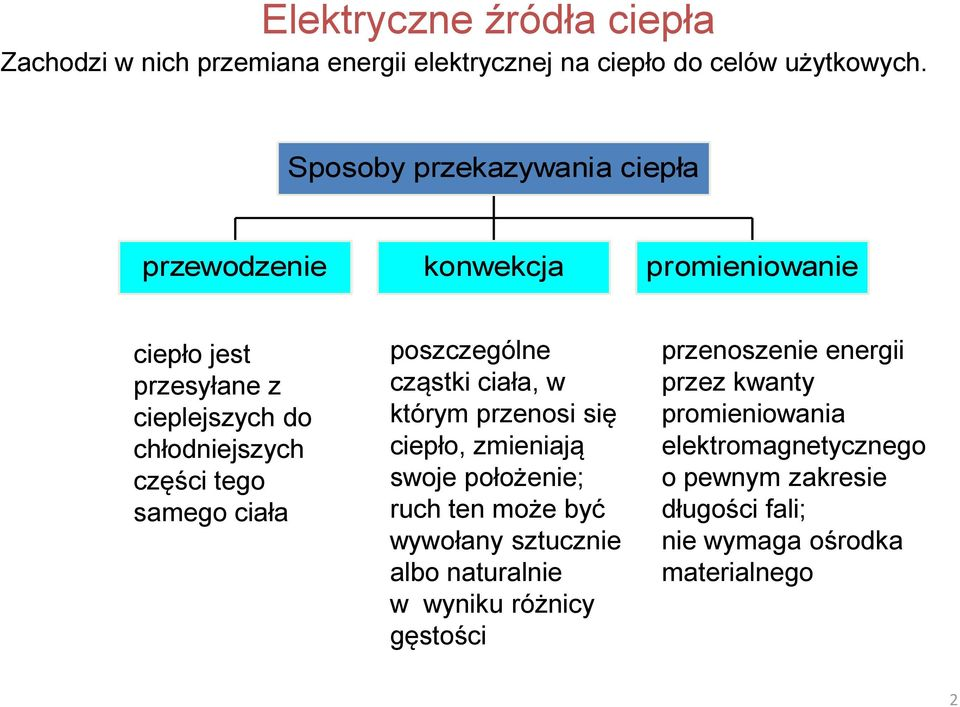 Elektryczne źródła ciepła
Zachodzi w nich przemiana energii elektrycznej na ciepło do celów użytkowych.
Sposoby przekazywania ciepła
przewodzenie
konwekcja
promieniowanie
ciepło jest
przesyłane z
cieplejszych do
chłodniejszych
części tego
samego ciała
poszczególne
cząstki ciała, w
którym przenosi się
ciepło, zmieniają
swoje położenie;
ruch ten może być
wywołany sztucznie
albo naturalnie
w wyniku różnicy
gęstości
przenoszenie energii
przez kwanty
promieniowania
elektromagnetycznego
o pewnym zakresie
długości fali;
nie wymaga ośrodka
materialnego
2